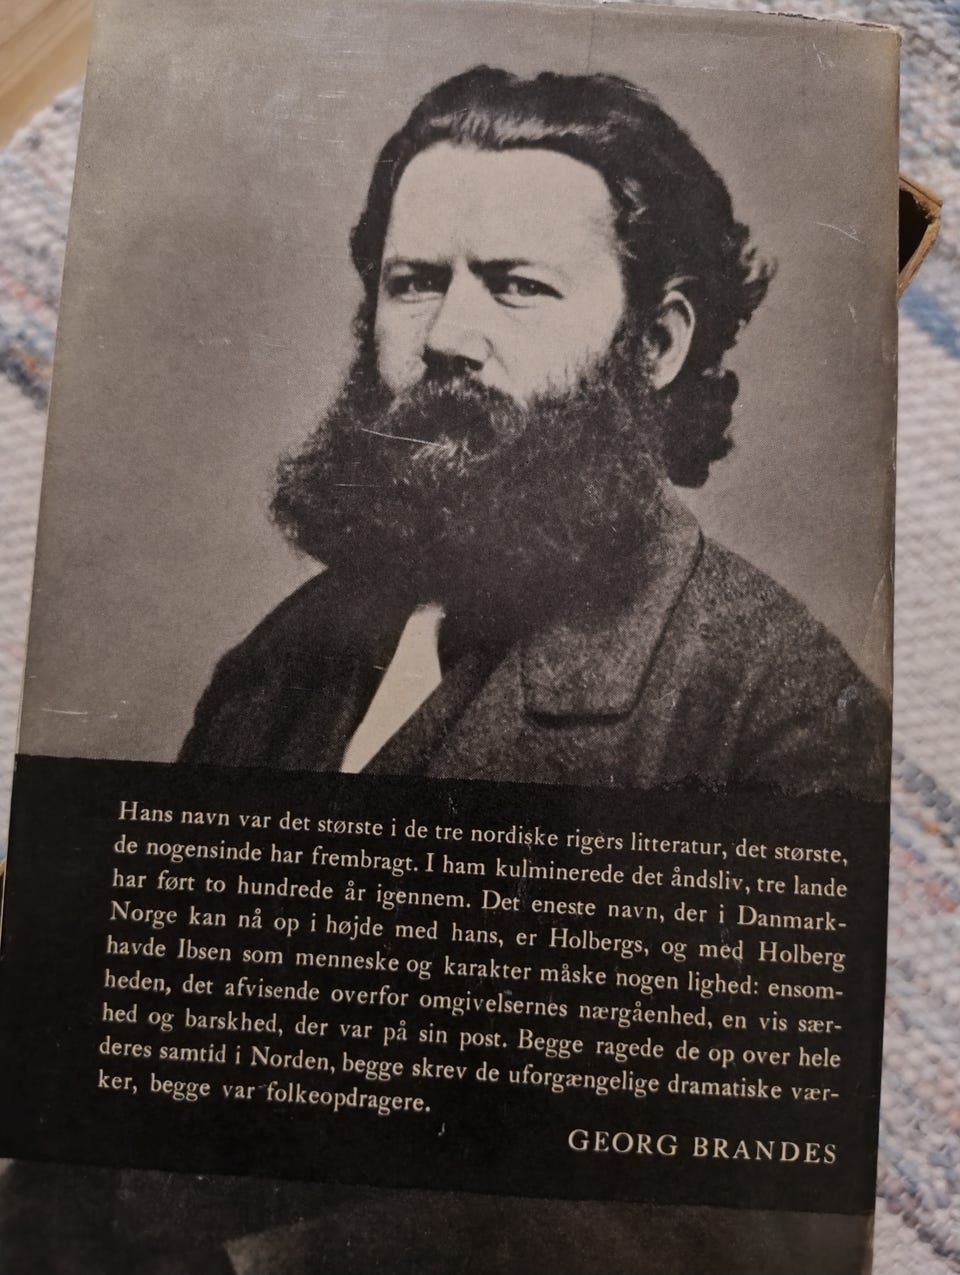 Hans navn var det største i de tre nordiske rigers litteratur, det største,
de nogensinde har frembragt. I ham kulminerede det åndsliv, tre lande
har ført to hundrede år igennem. Det eneste navn, der i Danmark-
Norge kan nå op i højde med hans, er Holbergs, og med Holberg
havde Ibsen som menneske og karakter måske nogen lighed: ensom-
heden, det afvisende overfor omgivelsernes nærgåenhed, en vis sær-
hed og barskhed, der var på sin post. Begge ragede de op over hele
deres samtid i Norden, begge skrev de uforgængelige dramatiske vær-
ker, begge var folkeopdragere.
GEORG BRANDES